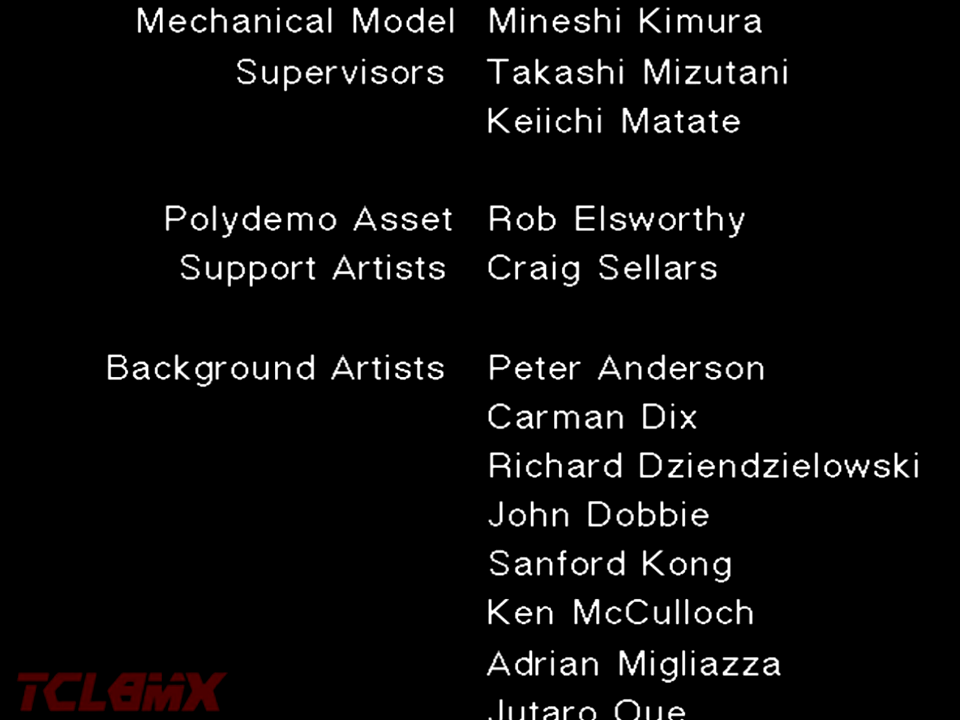 Mechanical Model Mineshi Kimura
Supervisors Takashi Mizutani
Keiichi Matate
Polydemo Asset Rob Elsworthy
Support Artists Craig Sellars
Background Artists Peter Anderson
Carman Dix
Richard Dziendzielowski
John Dobbie
Sanford Kong
Ken McCulloch
Adrian Migliazza
Jutaro Que